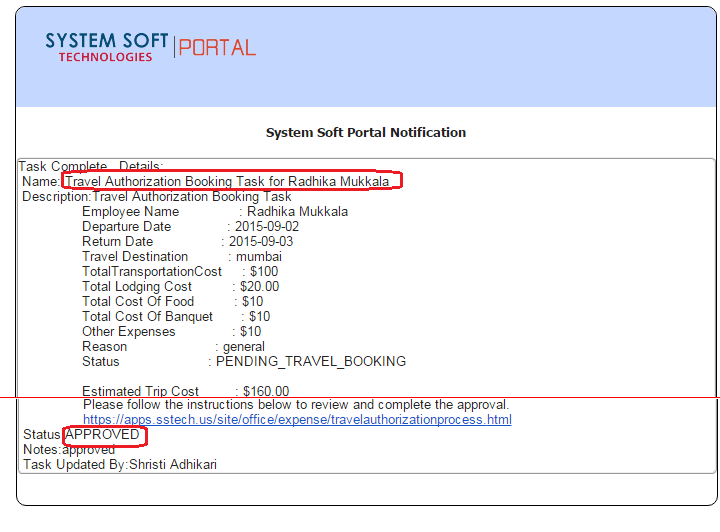 SYSTEM SOFT
TECHNOLOGIES
PORTAL
System Soft Portal Notification
Task Complete Details:
Name: Travel Authorization Booking Task for Radhika Mukkala
Description:Travel Authorization Booking Task
Employee Name : Radhika Mukkala
Departure Date : 2015-09-02
Return Date : 2015-09-03
Travel Destination : mumbai
TotalTransportationCost : $100
Total Lodging Cost : $20.00
Total Cost Of Food : $10
Total Cost Of Banquet : $10
Other Expenses : $10
Reason : general
Status : PENDING_TRAVEL_BOOKING
Estimated Trip Cost : $160.00
Please follow the instructions below to review and complete the approval.
https://apps.sstech.us/site/office/expense/travelauthorizationprocess.html
Status:APPROVED
Notes:approved
Task Updated By:Shristi Adhikari